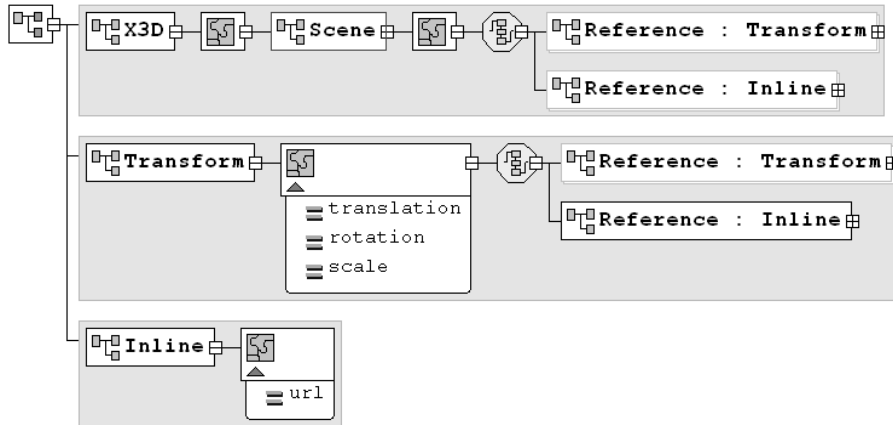 X3D Scene Reference : Transform
Reference : Inline
Transform Reference : Transform
translation Reference : Inline
rotation
scale
Inline
url